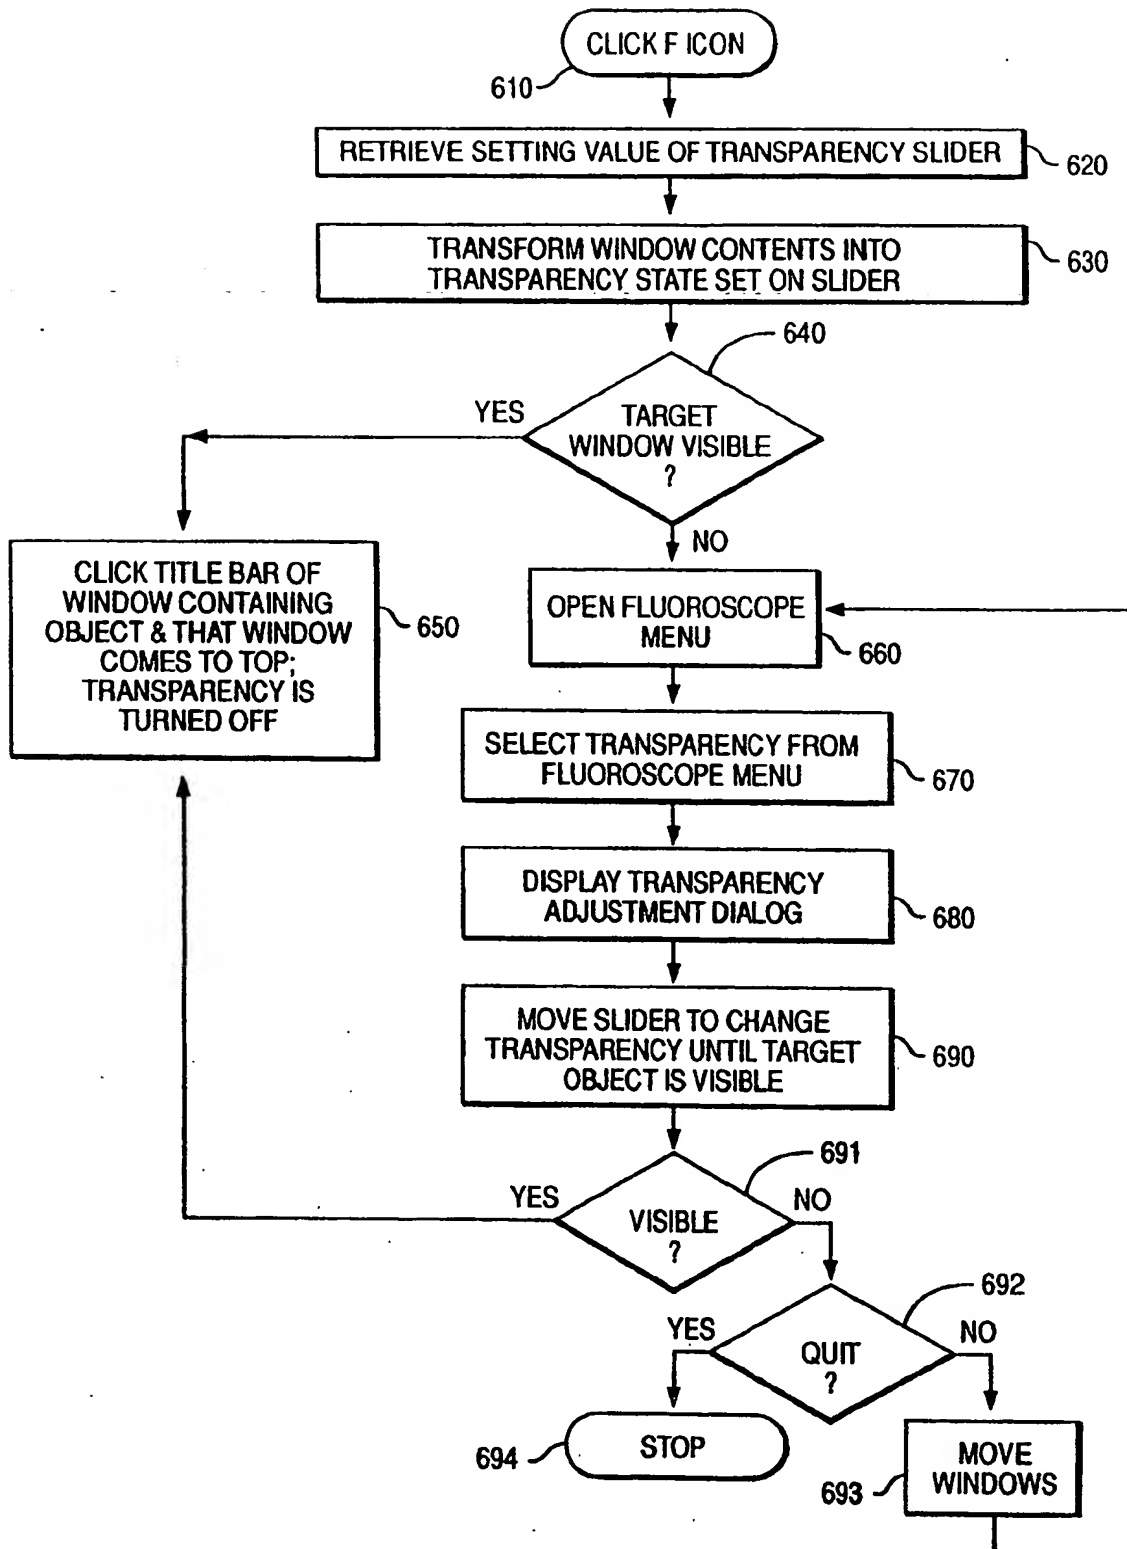 CLICK F ICON
610
RETRIEVE SETTING VALUE OF TRANSPARENCY SLIDER
620
TRANSFORM WINDOW CONTENTS INTO
TRANSPARENCY STATE SET ON SLIDER
630
640
YES
TARGET
WINDOW VISIBLE
?
NO
CLICK TITLE BAR OF
WINDOW CONTAINING
OBJECT & THAT WINDOW
COMES TO TOP;
TRANSPARENCY IS
TURNED OFF
650
OPEN FLUOROSCOPE
MENU
660
SELECT TRANSPARENCY FROM
FLUOROSCOPE MENU
670
DISPLAY TRANSPARENCY
ADJUSTMENT DIALOG
680
MOVE SLIDER TO CHANGE
TRANSPARENCY UNTIL TARGET
OBJECT IS VISIBLE
690
691
YES
VISIBLE
?
NO
692
YES
QUIT
?
NO
STOP
694
MOVE
WINDOWS
693